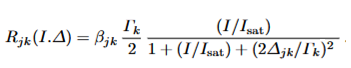 R_{jk}(I.Δ) = β_{jk} \frac{Γ_k}{2} \frac{(I/I_{sat})}{1 + (I/I_{sat}) + (2Δ_{jk}/Γ_k)^2}.